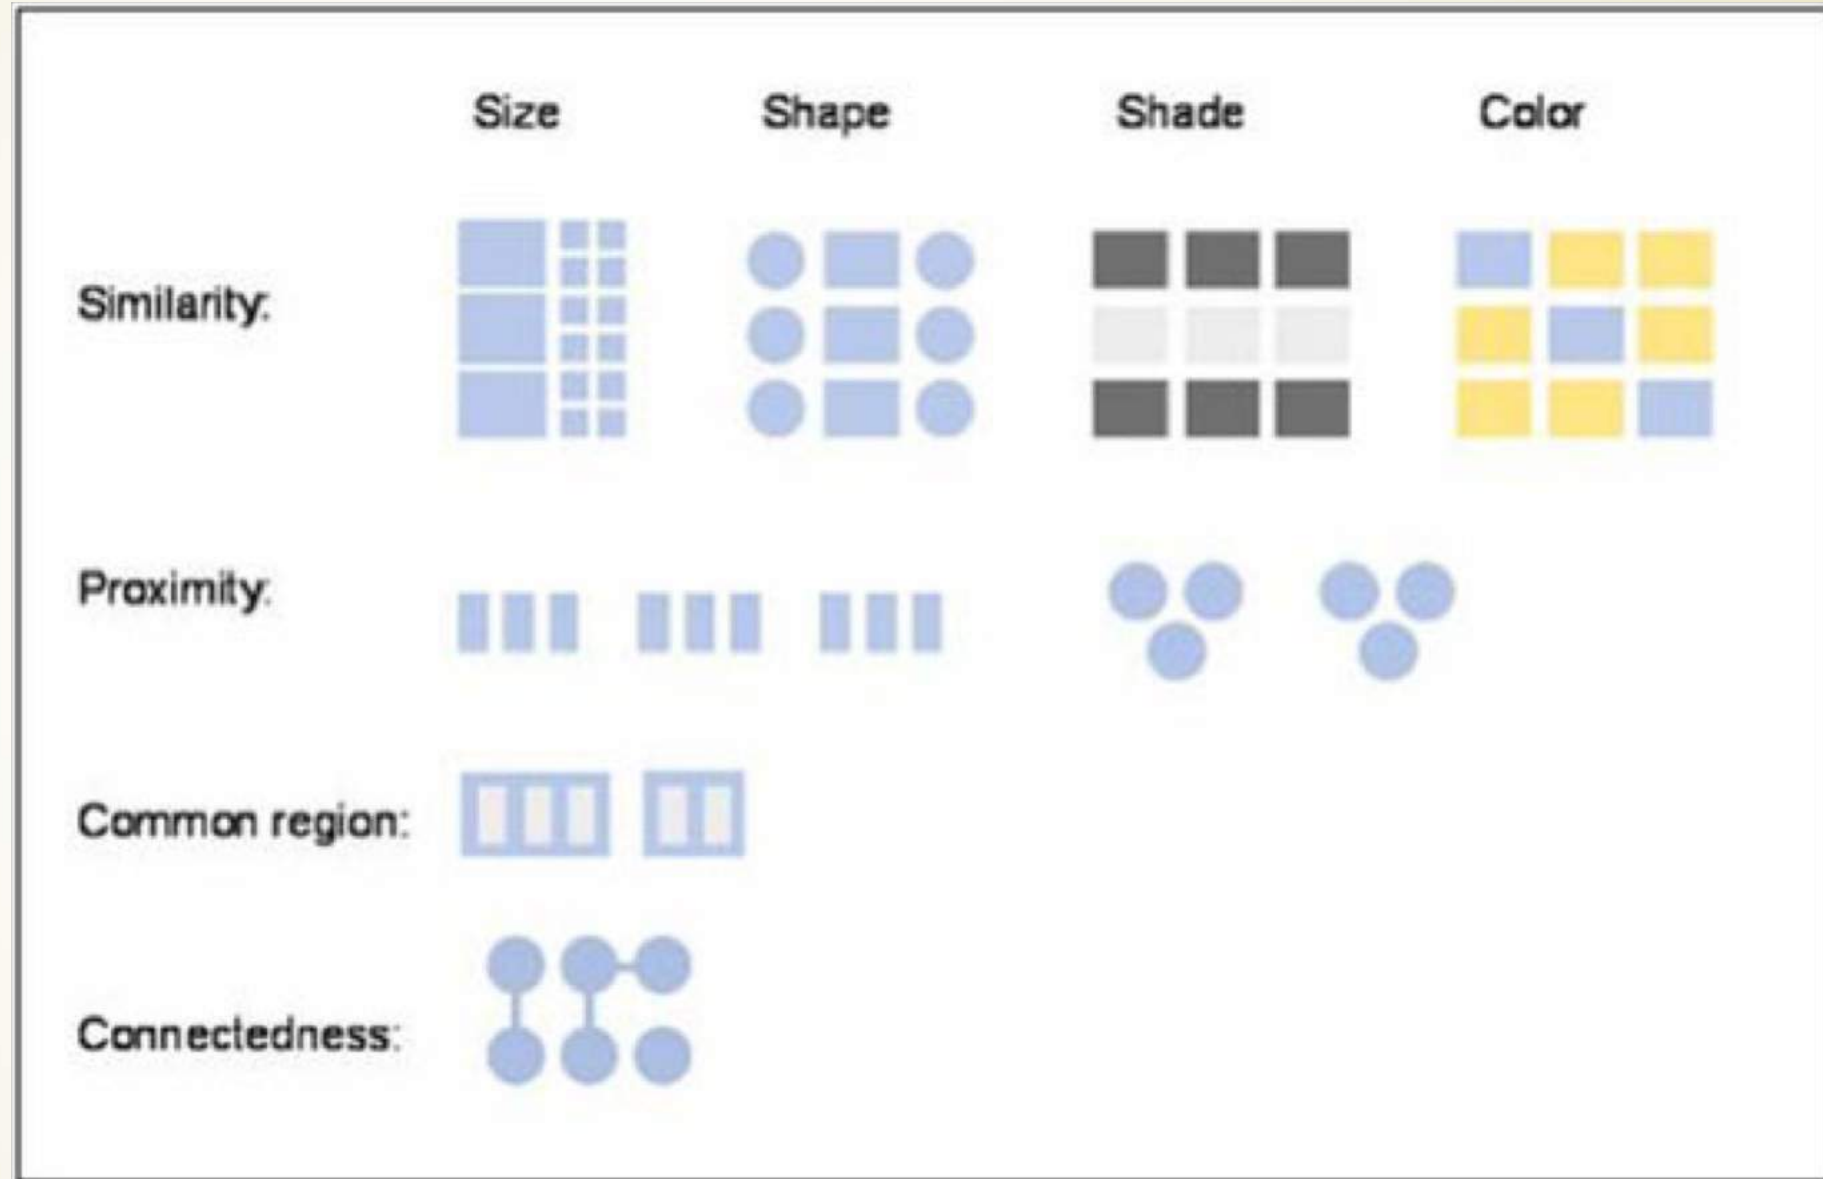 Size Shape Shade Color
Similarity:
Proximity:
Common region:
Connectedness: